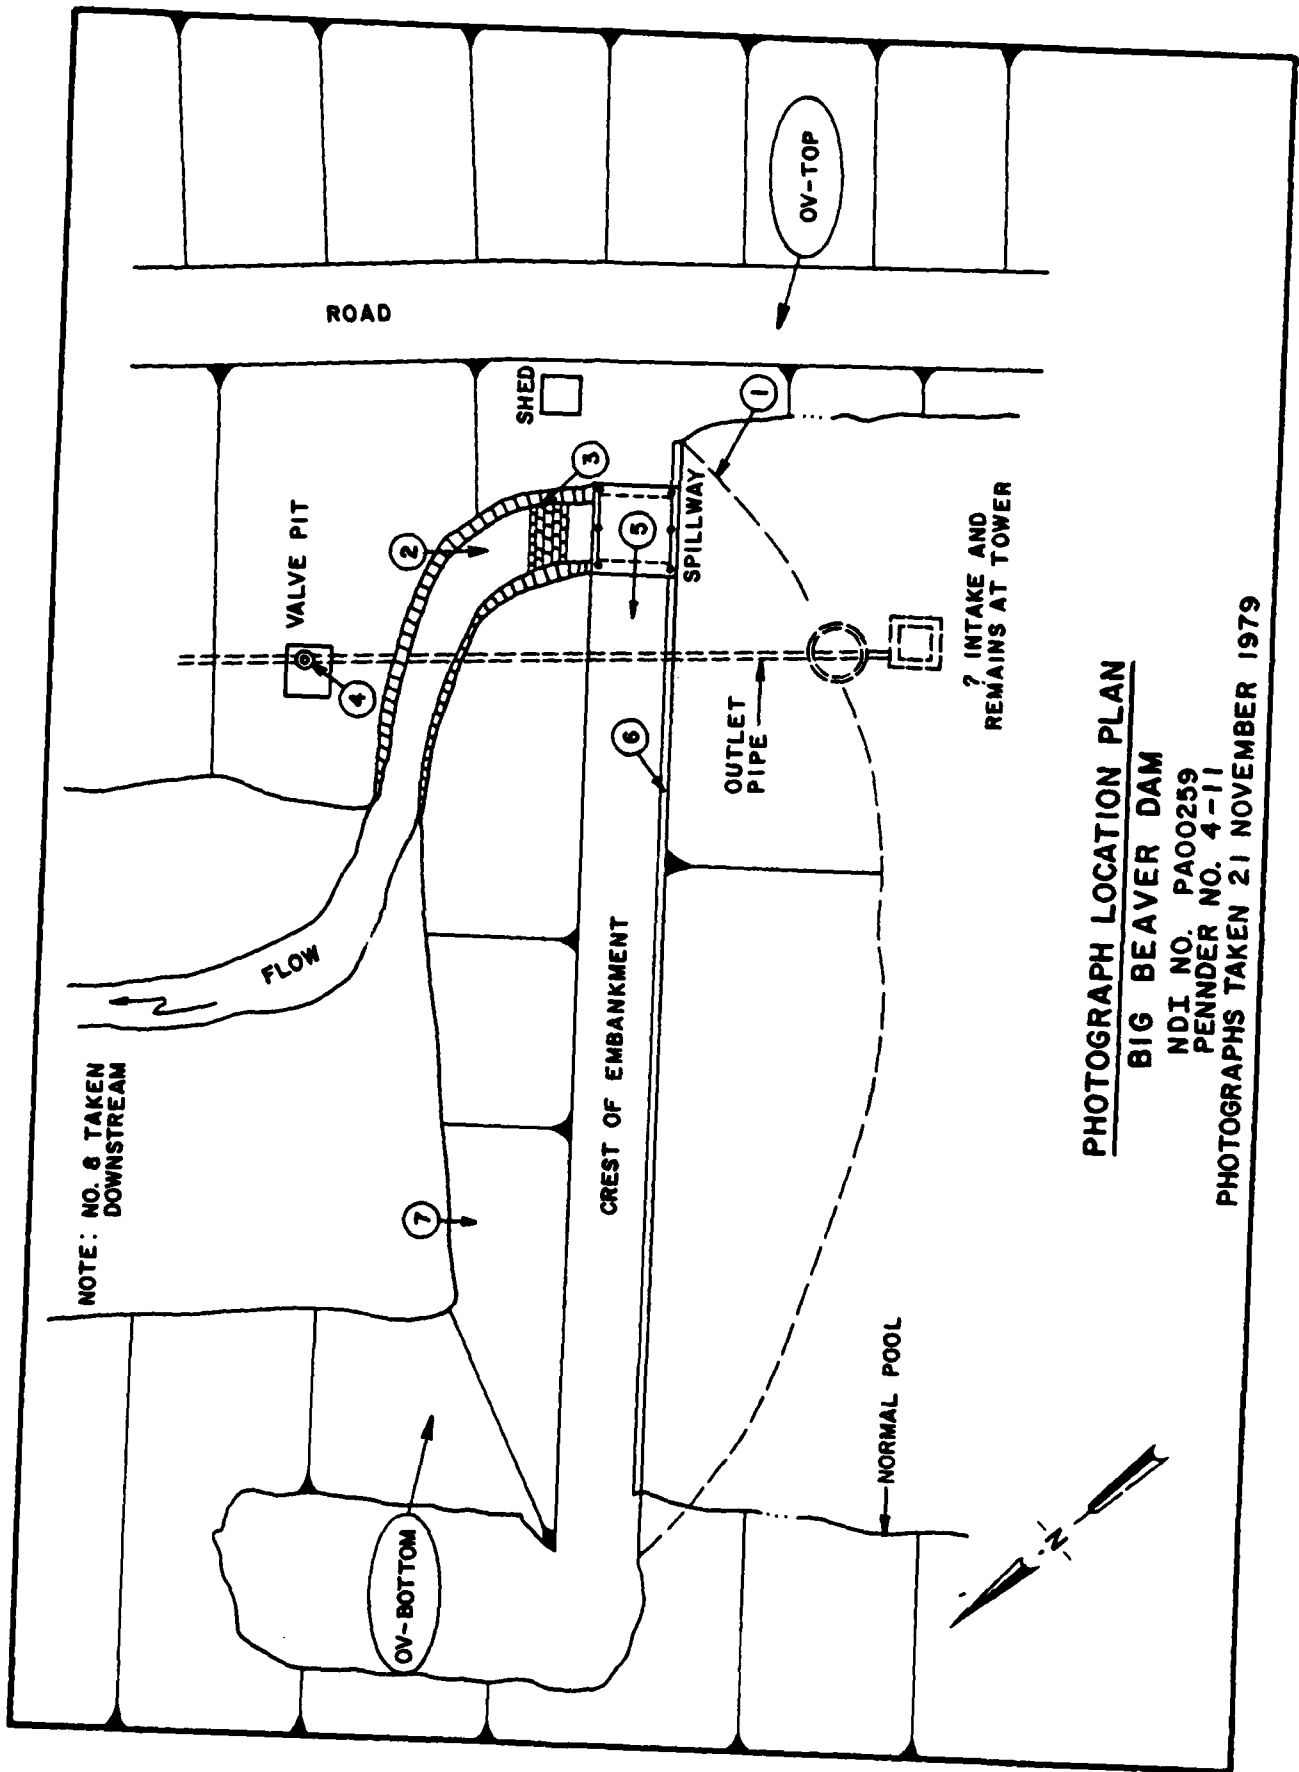 NOTE: NO. 8 TAKEN
DOWNSTREAM
FLOW
VALVE PIT
ROAD
SHED
2
4
3
7
5
SPILLWAY
6
1
CREST OF EMBANKMENT
OV-BOTTOM
OV-TOP
OUTLET
PIPE
? INTAKE AND
REMAINS AT TOWER
NORMAL POOL
N
PHOTOGRAPH LOCATION PLAN
BIG BEAVER DAM
NDI NO. PA00259
PENNDER NO. 4-11
PHOTOGRAPHS TAKEN 21 NOVEMBER 1979